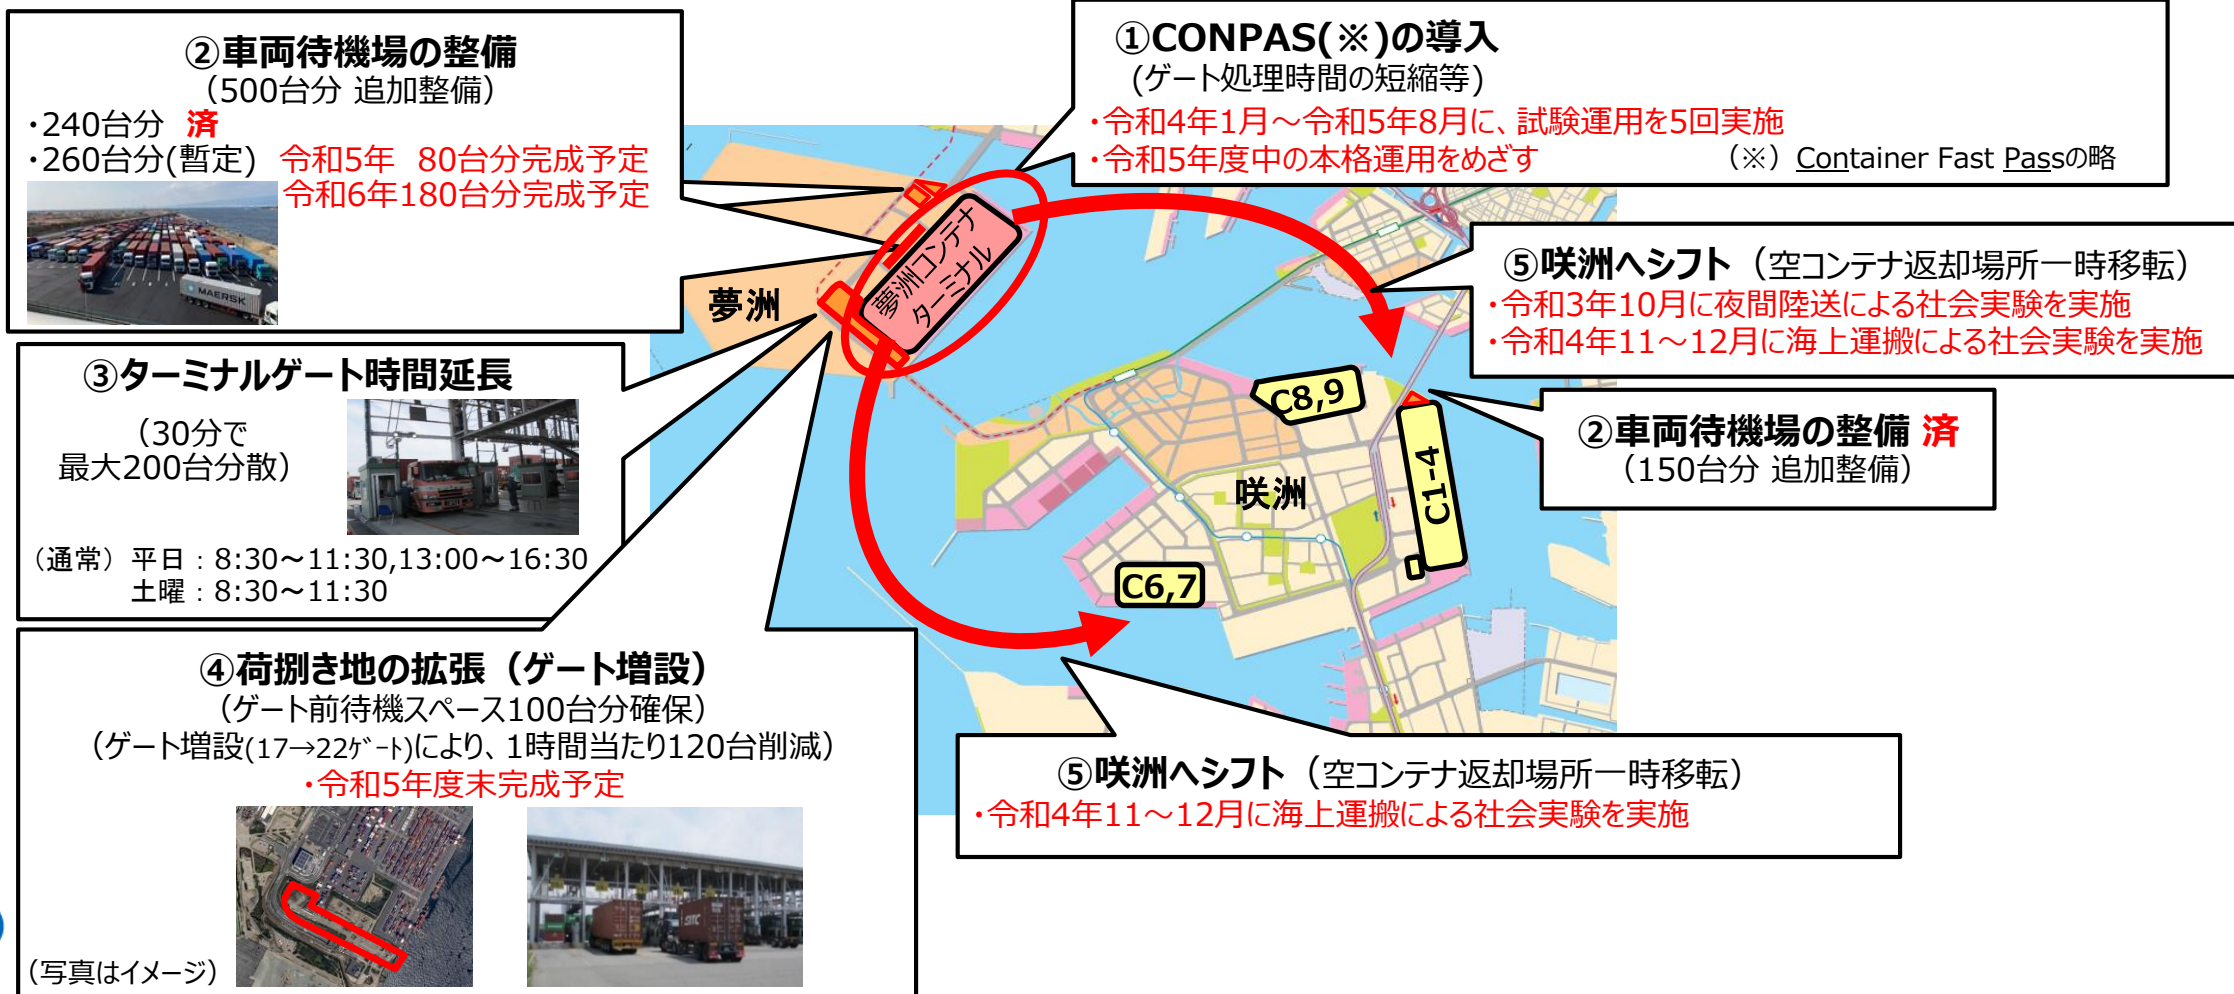 ②車両待機場の整備
（500台分 追加整備）
・240台分 済
・260台分(暫定) 令和5年 80台分完成予定
令和6年180台分完成予定
MAERSK
①CONPAS(※)の導入
(ゲート処理時間の短縮等)
・令和4年1月～令和5年8月に、試験運用を5回実施
・令和5年度中の本格運用をめざす （※）Container Fast Passの略
夢洲コンテナ
ターミナル
夢洲
⑤咲洲へシフト（空コンテナ返却場所一時移転）
・令和3年10月に夜間陸送による社会実験を実施
・令和4年11～12月に海上運搬による社会実験を実施
③ターミナルゲート時間延長
（30分で
最大200台分散）
（通常）平日：8:30～11:30,13:00～16:30
土曜：8:30～11:30
C8,9
②車両待機場の整備 済
（150台分 追加整備）
C1-4
咲洲
C6,7
④荷捌き地の拡張（ゲート増設）
（ゲート前待機スペース100台分確保）
（ゲート増設(17→22ｹﾞｰﾄ)により、1時間当たり120台削減）
・令和5年度末完成予定
SITC
（写真はイメージ）
⑤咲洲へシフト（空コンテナ返却場所一時移転）
・令和4年11～12月に海上運搬による社会実験を実施